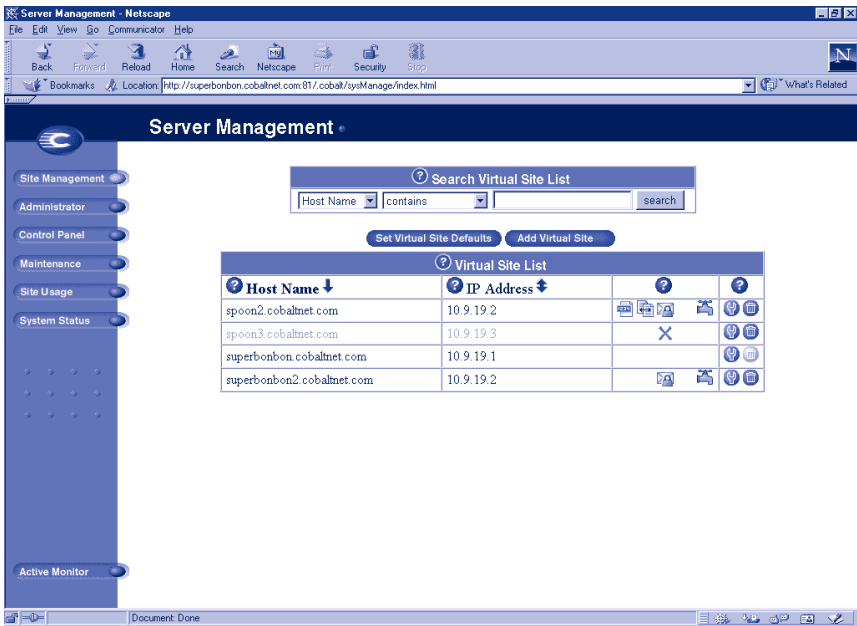 Server Management - Netscape
File Edit View Go Communicator Help
Back Forward Reload Home Search Netscape Print Security Stop
My
N
Bookmarks Location: http://superbonbon.cobaltnet.com:81/.cobalt/sysManage/index.html What's Related
Server Management
Site Management
Administrator
Control Panel
Maintenance
Site Usage
System Status
Active Monitor
? Search Virtual Site List
Host Name contains search
Set Virtual Site Defaults Add Virtual Site
? Virtual Site List
? Host Name ? IP Address ? ?
spoon2.cobaltnet.com 10.9.19.2
spoon3.cobaltnet.com 10.9.19.3
superbonbon.cobaltnet.com 10.9.19.1
superbonbon2.cobaltnet.com 10.9.19.2
Document: Done